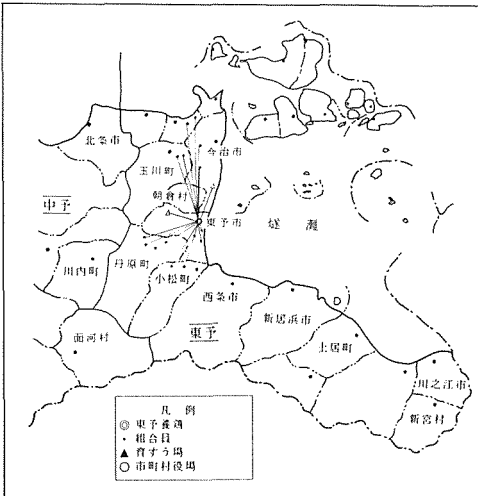 北条市
今治市
玉川町
朝倉村
中予
東予市
燧灘
丹原町
川内町
小松町
西条市
新居浜市
面河村
東予
土居町
川之江市
新宮村
凡例
◎ 東予養鶏
・ 組合員
▲ 育すう場
○ 市町村役場